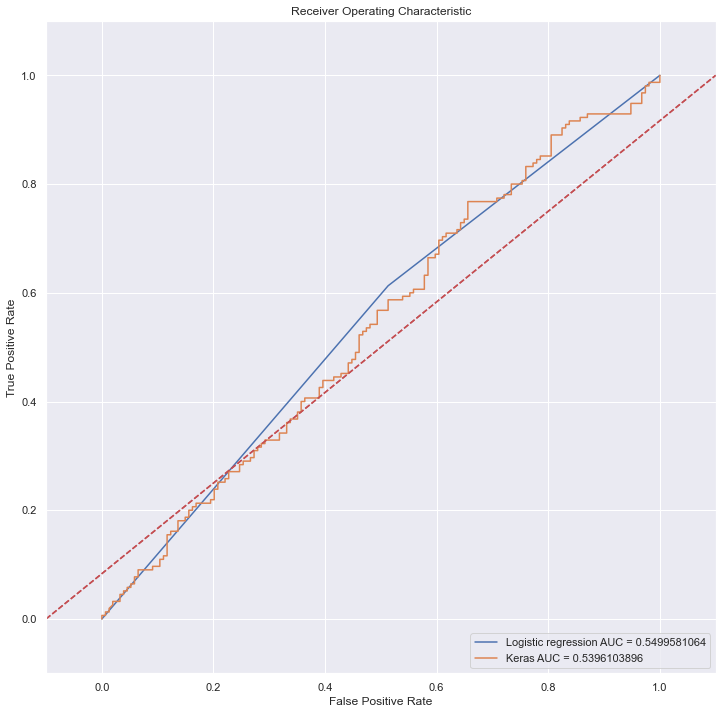 Receiver Operating Characteristic
True Positive Rate
1.0
0.8
0.6
0.4
0.2
0.0
Logistic regression AUC = 0.5499581064
Keras AUC = 0.5396103896
0.0 0.2 0.4 0.6 0.8 1.0
False Positive Rate